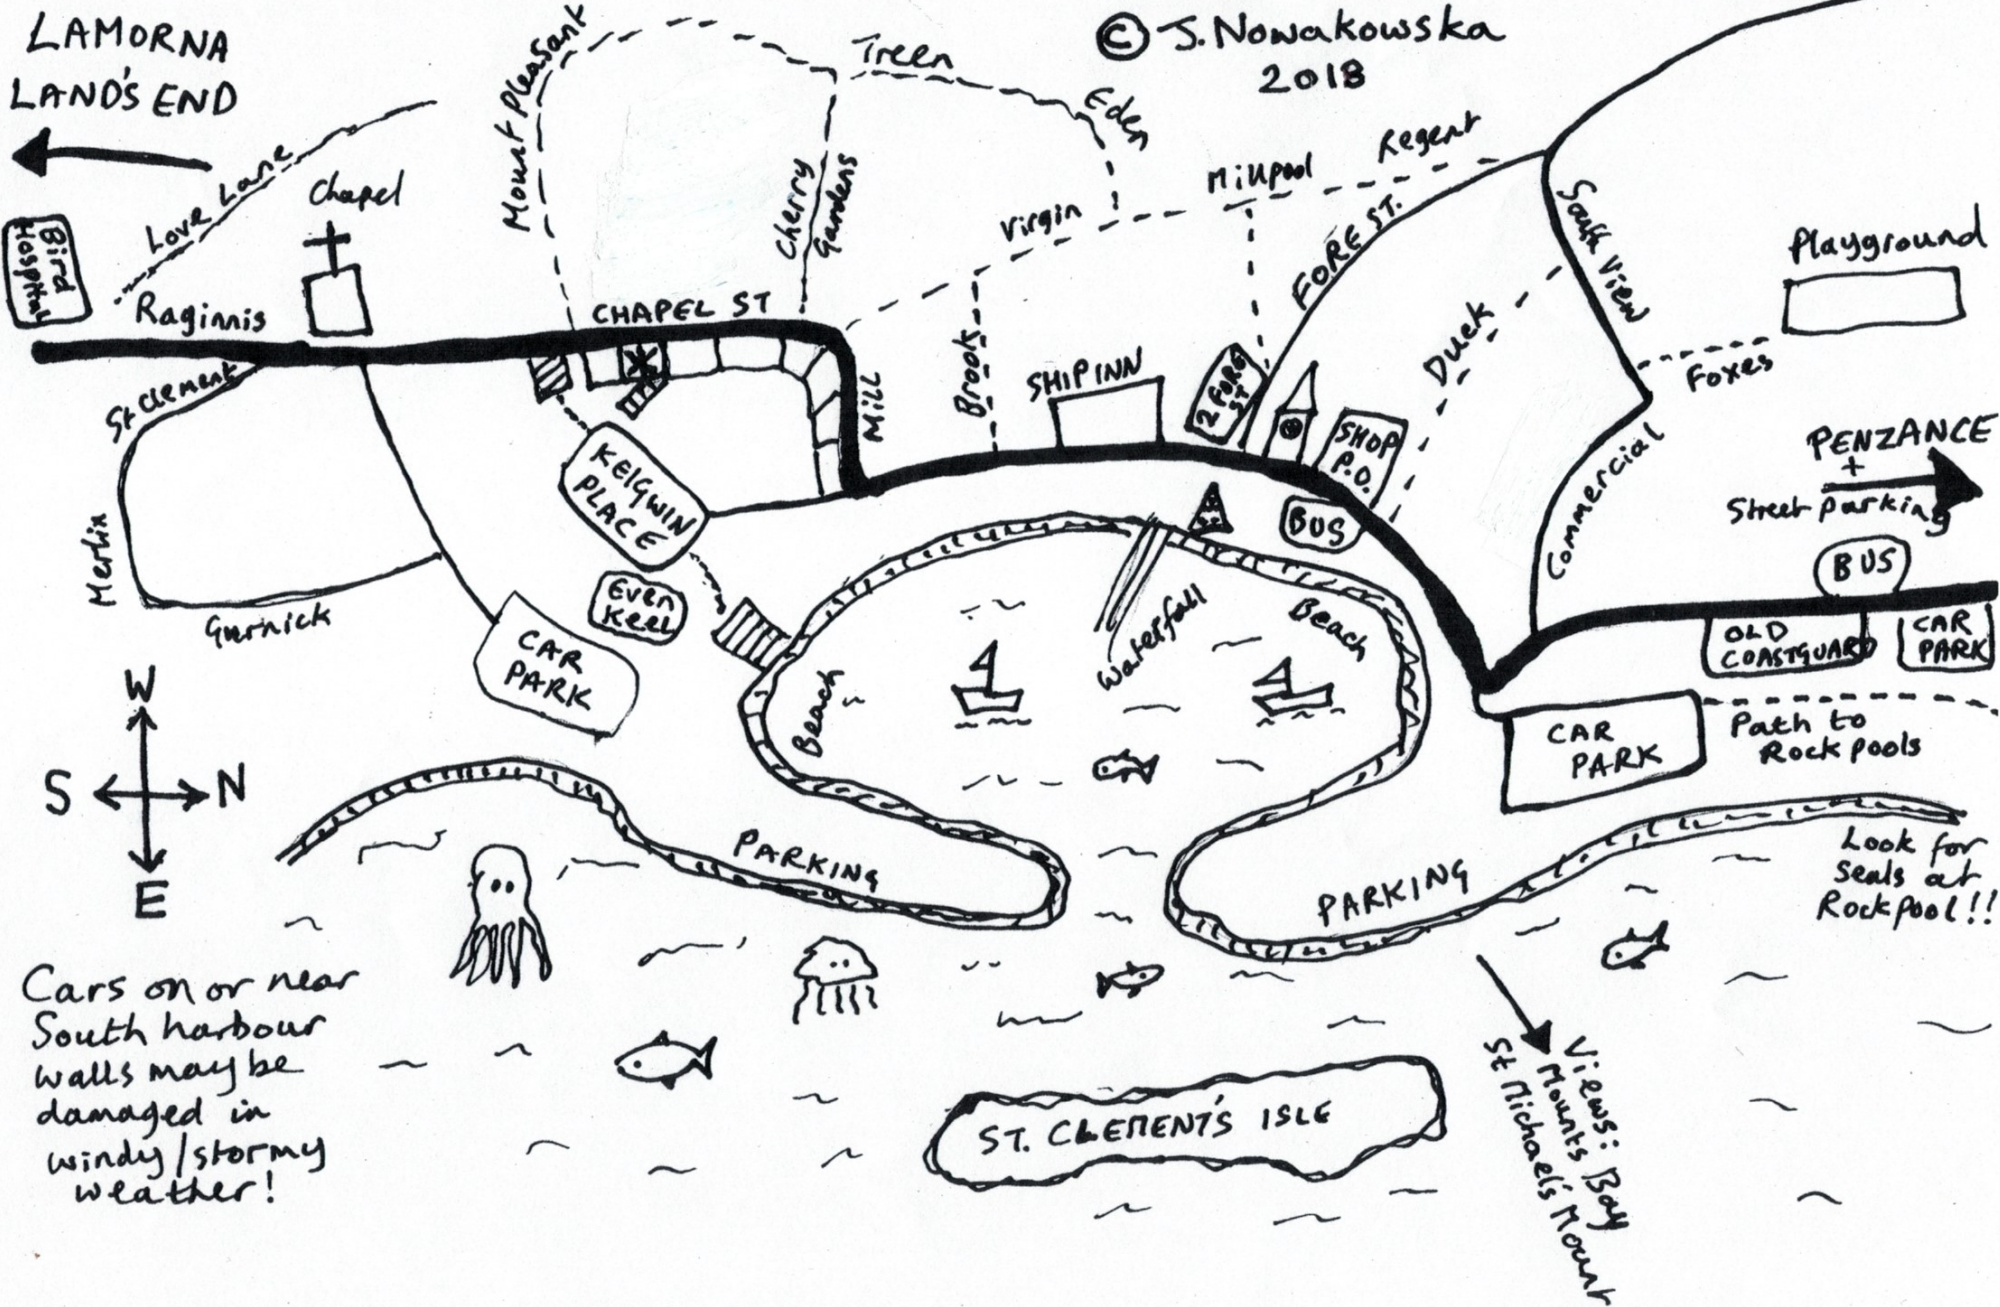 LAMORNA
LAND'S END
© J. Nowakowska
2018
Mount Pleasant
Treen
Eden
Love Lane
Chapel
Cherry
Gardens
Virgin
Millpool
Regent
FORE ST.
South View
Playground
Bird
Hospital
Raginnis
CHAPEL ST
Mill
Brook
SHIP INN
2 FORE
ST
SHOP
P.O.
Duck
Foxes
Commercial
PENZANCE
+
Street parking
St Clement
Merlix
Gurnick
KEIGWIN
PLACE
Even
Keel
CAR
PARK
BUS
BUS
OLD
COASTGUARD
CAR
PARK
Beach
Waterfall
Beach
CAR
PARK
Path to
Rockpools
W
S
N
E
PARKING
PARKING
Look for
seals at
Rockpool!!
Cars on or near
South harbour
walls may be
damaged in
windy/stormy
weather!
ST. CLEMENT'S ISLE
Views:
Mounts Bay
St Michael's Mount